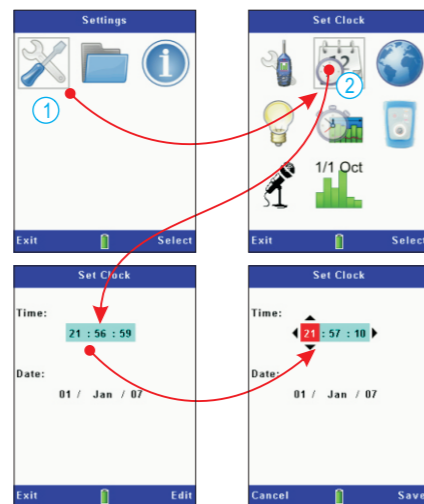 Settings
1
Exit Select
Set Clock
12
2
1/1 Oct
Exit Select
Set Clock
Time:
21 : 56 : 59
Date:
01 / Jan / 07
Exit Edit
Set Clock
Time:
21 : 57 : 10
Date:
01 / Jan / 07
Cancel Save